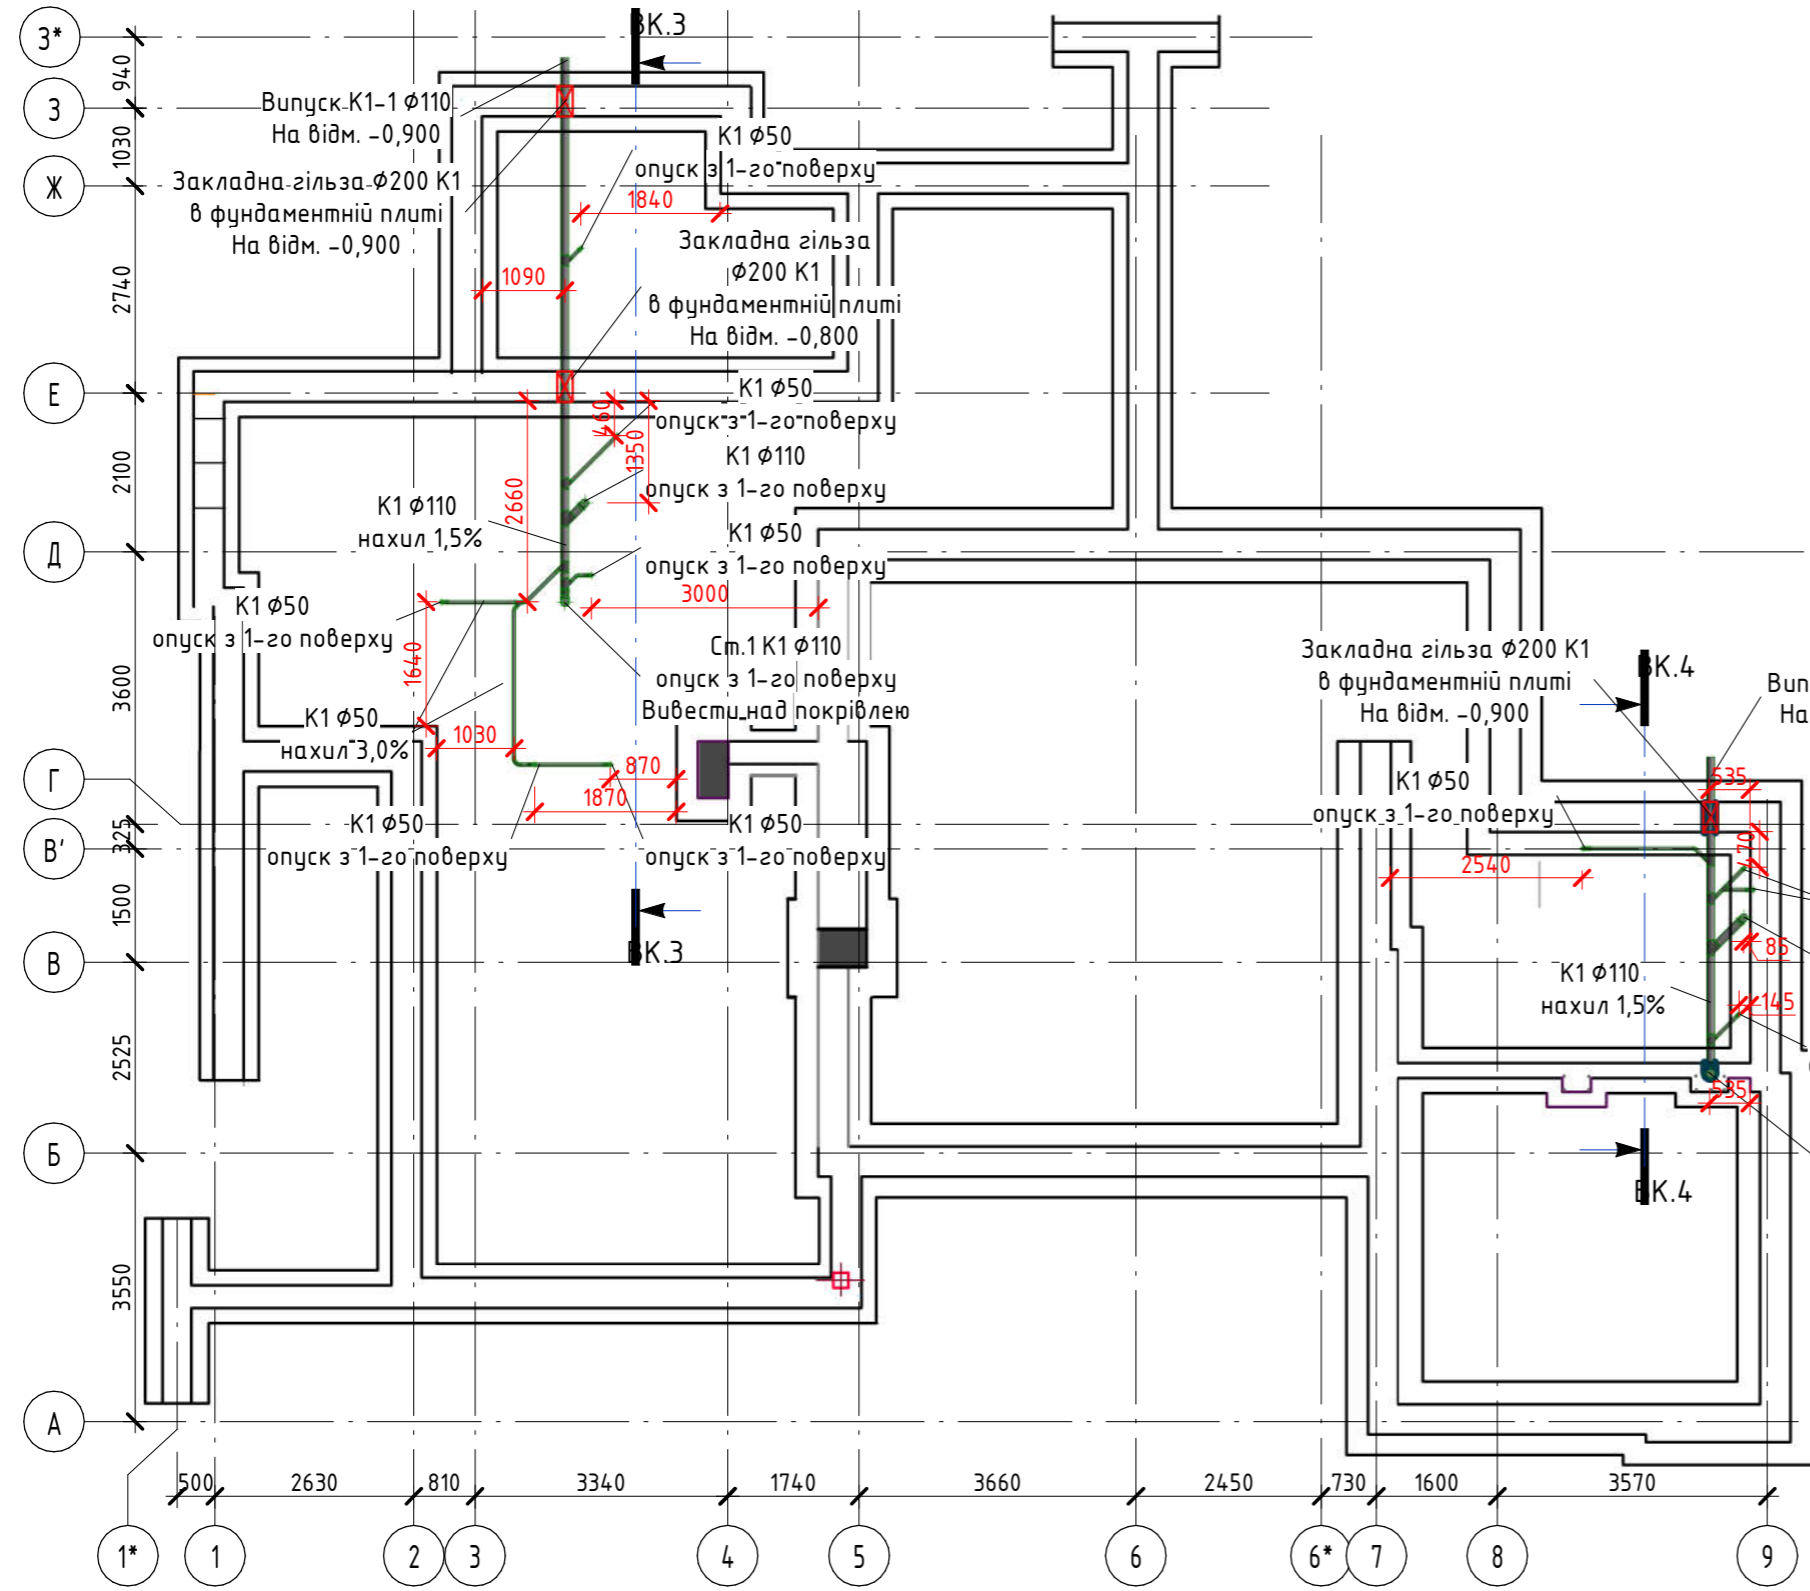 З*
940
З
1030
Ж
2740
Е
2100
Д
3600
Г
325
В'
1500
В
2525
Б
3550
А
ВК.3
Випуск К1-1 Ф110
На відм. -0,900
Закладна гільза Ф200 К1
в фундаментній плиті
На відм. -0,900
К1 Ф50
опуск з 1-го поверху
1840
1090
Закладна гільза
Ф200 К1
в фундаментній плиті
На відм. -0,800
К1 Ф50
опуск з 1-го поверху
460
1350
2660
К1 Ф110
опуск з 1-го поверху
К1 Ф110
нахил 1,5%
К1 Ф50
опуск з 1-го поверху
3000
К1 Ф50
опуск з 1-го поверху
1640
Ст.1 К1 Ф110
опуск з 1-го поверху
Вивести над покрівлею
К1 Ф50
нахил 3,0%
1030
870
1870
К1 Ф50
опуск з 1-го поверху
К1 Ф50
опуск з 1-го поверху
ВК.3
Закладна гільза Ф200 К1
в фундаментній плиті
На відм. -0,900
ВК.4
Вип
На
535
К1 Ф50
опуск з 1-го поверху
470
2540
85
К1 Ф110
нахил 1,5%
145
535
ВК.4
500
2630
810
3340
1740
3660
2450
730
1600
3570
1*
1
2
3
4
5
6
6*
7
8
9